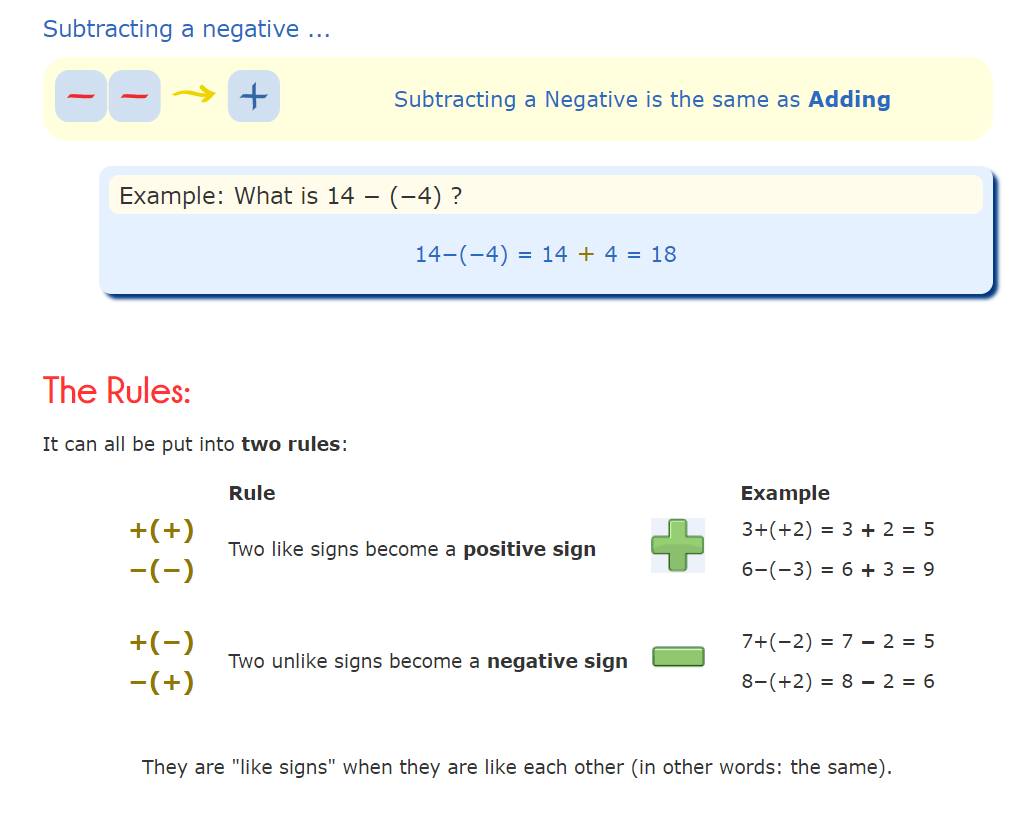 Subtracting a negative ...
− − → + Subtracting a Negative is the same as Adding
Example: What is 14 − (−4) ?
14−(−4) = 14 + 4 = 18
The Rules:
It can all be put into two rules:
Rule Example
+(+) 3+(+2) = 3 + 2 = 5
Two like signs become a positive sign +
−(−) 6−(−3) = 6 + 3 = 9
+(−) 7+(−2) = 7 − 2 = 5
Two unlike signs become a negative sign −
−(+) 8−(+2) = 8 − 2 = 6
They are "like signs" when they are like each other (in other words: the same).